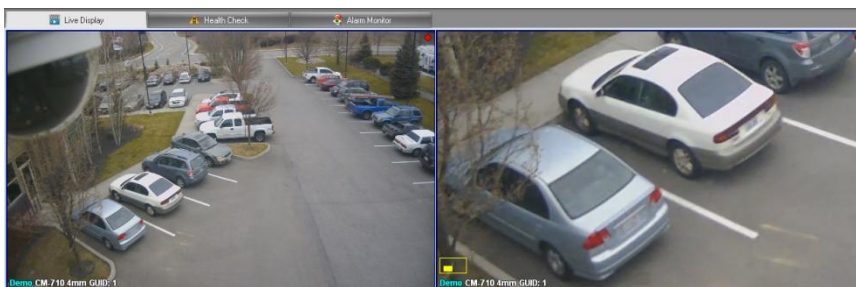 Live Display
Health Check
Alarm Monitor
Demo CM-710 4mm GUID: 1
Demo CM-710 4mm GUID: 1